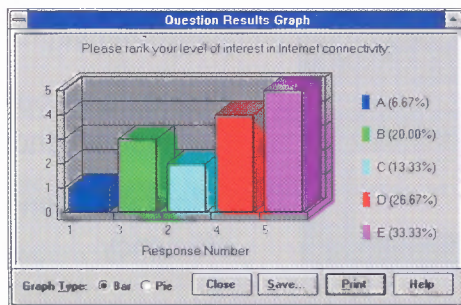 Question Results Graph
Please rank your level of interest in Internet connectivity:
5
4
3
2
1
0
1 3 2 4 5
Response Number
A (6.67%)
B (20.00%)
C (13.33%)
D (26.67%)
E (33.33%)
Graph Type: Bar Pie Close Save... Print Help